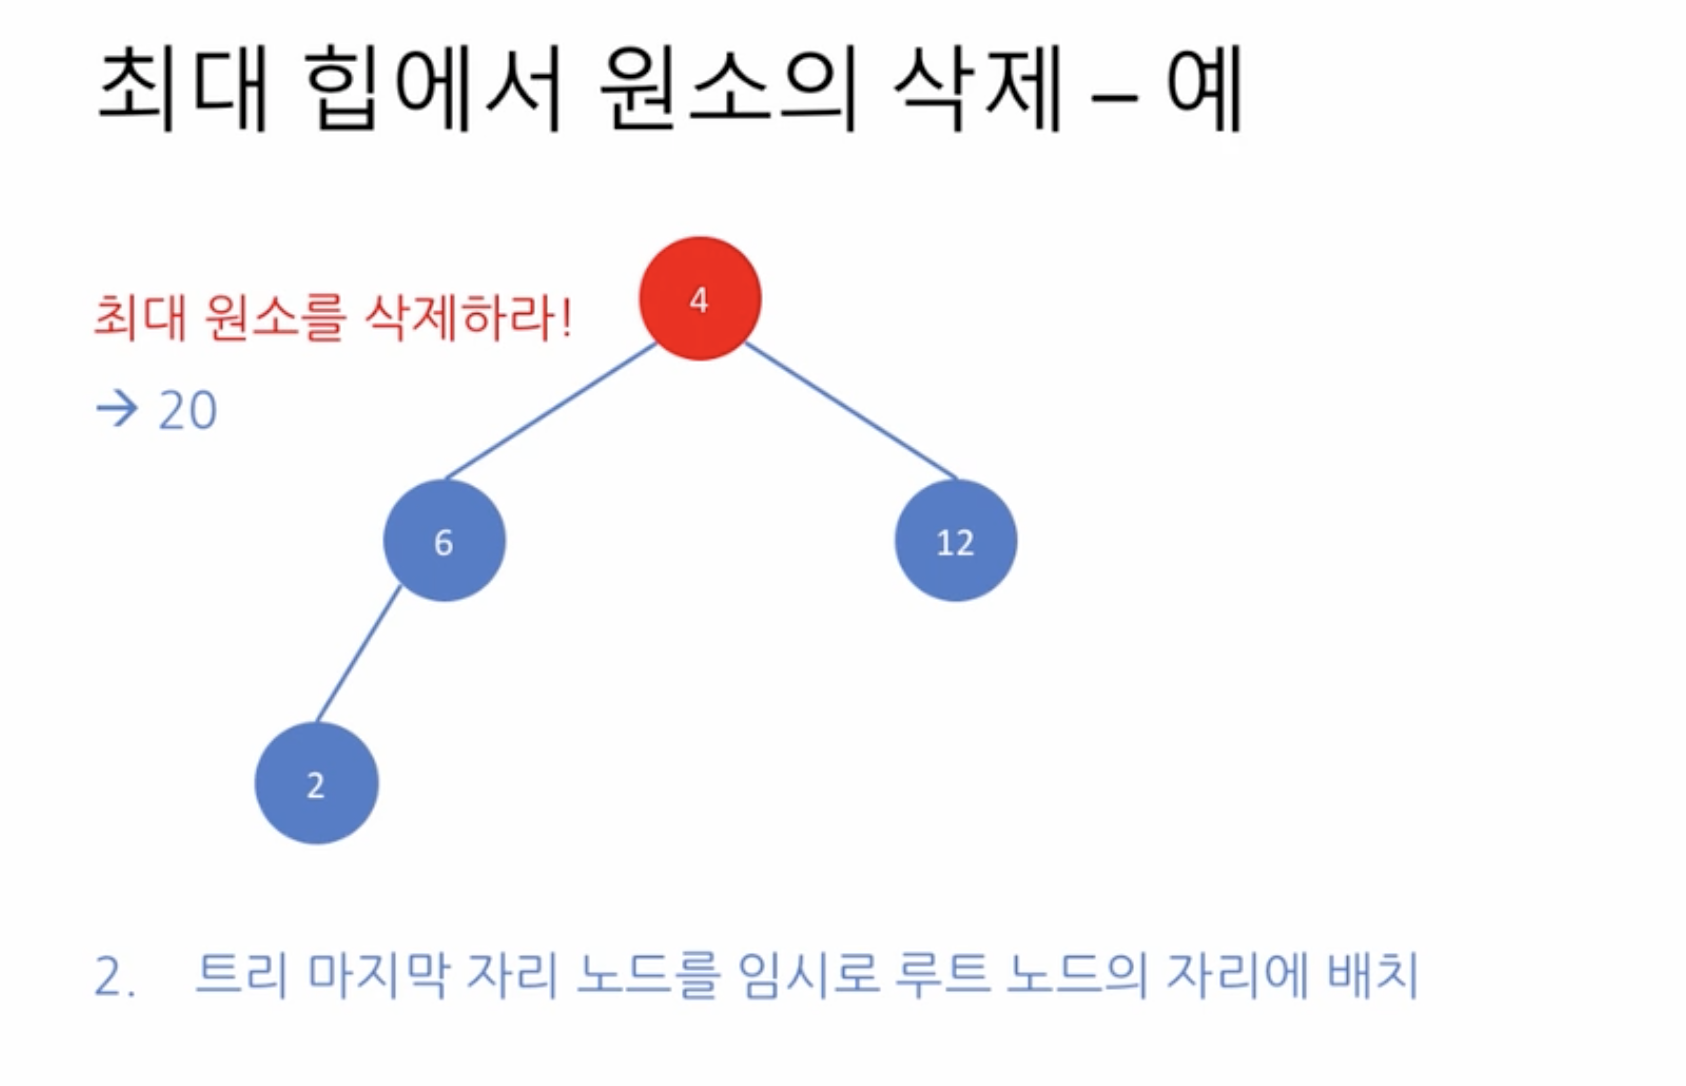 최대 힙에서 원소의 삭제 – 예
4
최대 원소를 삭제하라!
→ 20
6
12
2
2. 트리 마지막 자리 노드를 임시로 루트 노드의 자리에 배치